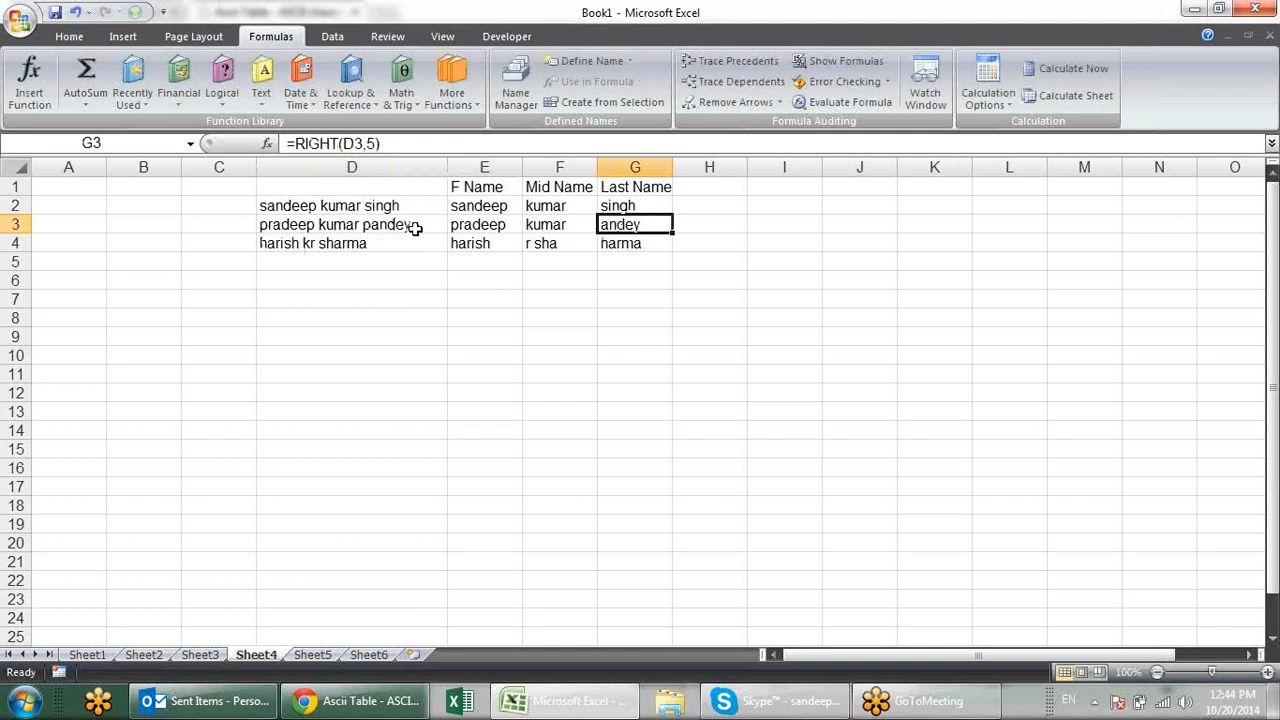 Book1 - Microsoft Excel
Home Insert Page Layout Formulas Data Review View Developer
Insert Function
AutoSum
Recently Used
Financial
Logical
Text
Date & Time
Lookup & Reference
Math & Trig
More Functions
Function Library
Name Manager
Define Name
Use in Formula
Create from Selection
Defined Names
Trace Precedents
Trace Dependents
Remove Arrows
Show Formulas
Error Checking
Evaluate Formula
Formula Auditing
Watch Window
Calculation Options
Calculate Now
Calculate Sheet
Calculation
G3 fx =RIGHT(D3,5)
A B C D E F G H I J K L M N O
1 F Name Mid Name Last Name
2 sandeep kumar singh sandeep kumar singh
3 pradeep kumar pandey pradeep kumar andey
4 harish kr sharma harish r sha harma
5
6
7
8
9
10
11
12
13
14
15
16
17
18
19
20
21
22
23
24
25
Sheet1 Sheet2 Sheet3 Sheet4 Sheet5 Sheet6
Ready 100%
Sent Items - Perso... Ascii Table - ASCI... Microsoft Excel - ... Skype™ - sandeep... GoToMeeting EN 12:44 PM
10/20/2014